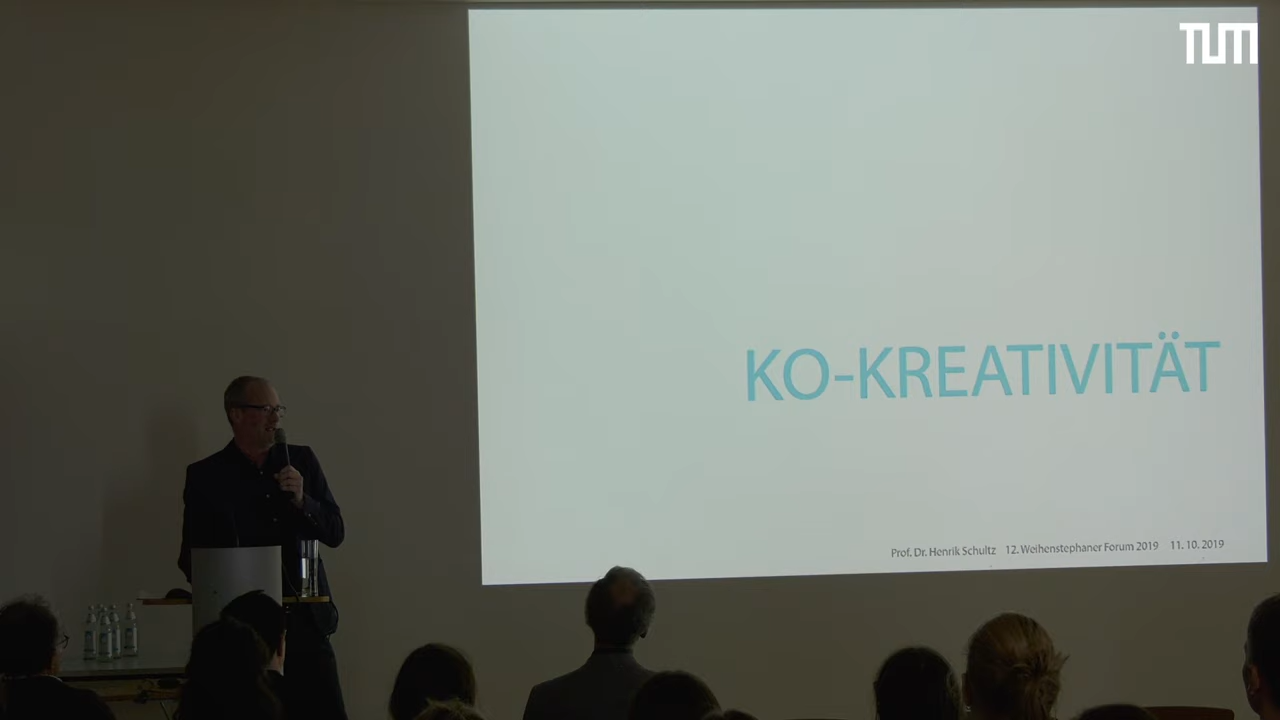 TUM
KO-KREATIVITÄT
Prof. Dr. Henrik Schultz 12. Weihenstephaner Forum 2019 11. 10. 2019